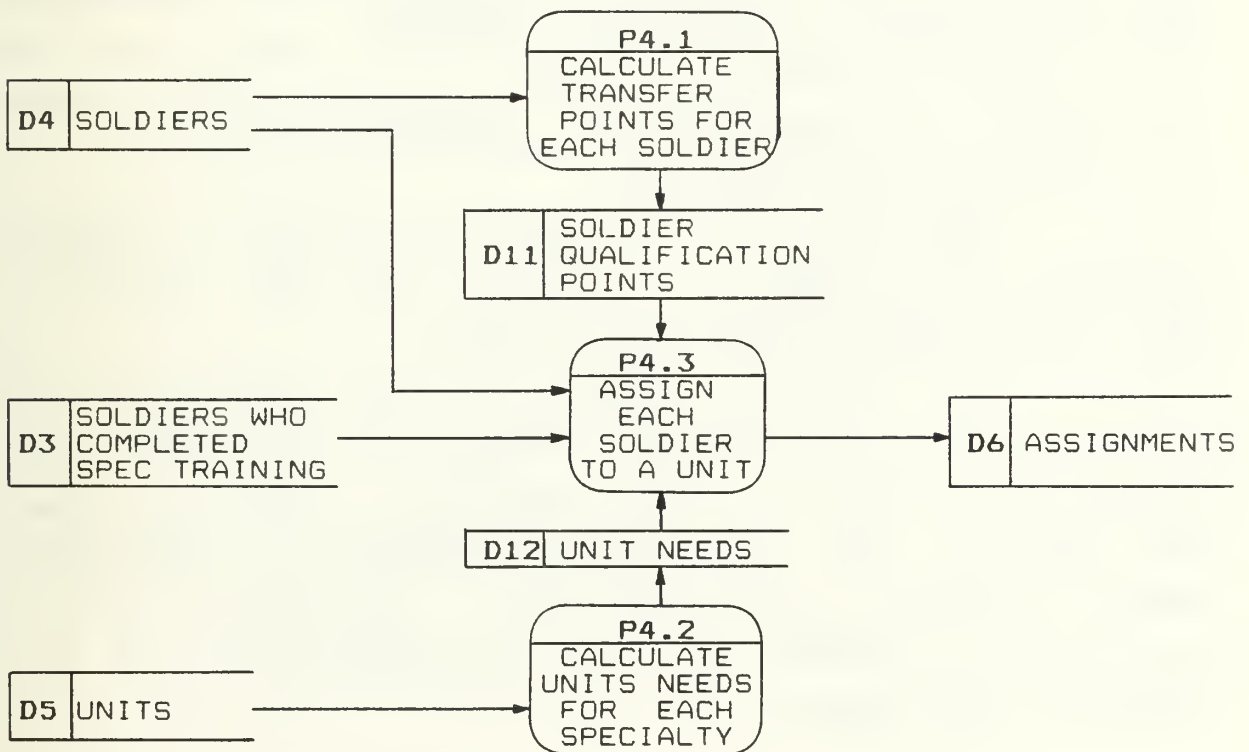 P4.1
CALCULATE
TRANSFER
POINTS FOR
EACH SOLDIER
D4 SOLDIERS
D11
SOLDIER
QUALIFICATION
POINTS
P4.3
ASSIGN
EACH
SOLDIER
TO A UNIT
D3
SOLDIERS WHO
COMPLETED
SPEC TRAINING
D6 ASSIGNMENTS
D12 UNIT NEEDS
P4.2
CALCULATE
UNITS NEEDS
FOR EACH
SPECIALTY
D5 UNITS